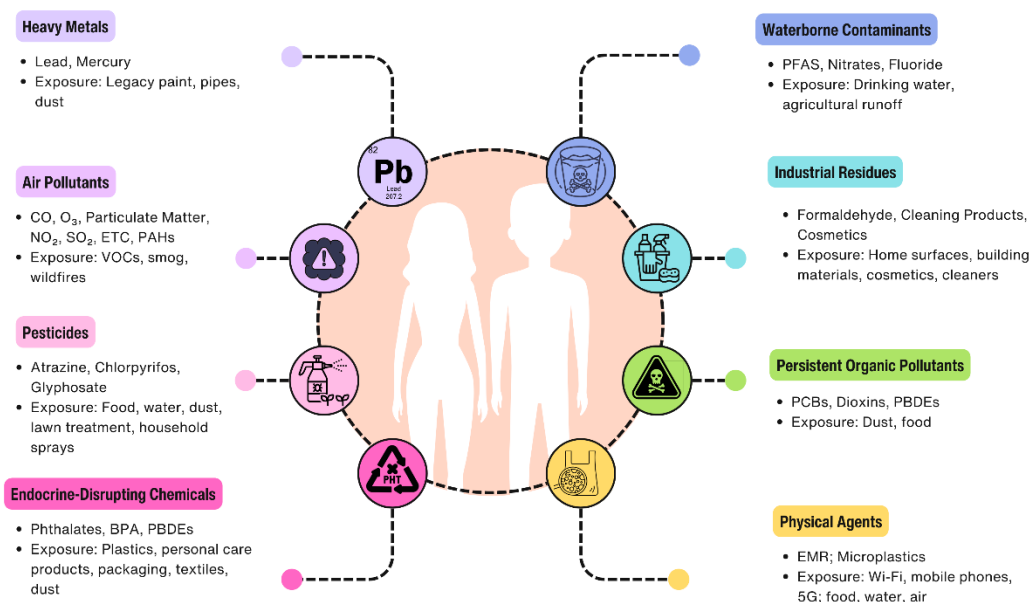 Heavy Metals
• Lead, Mercury
• Exposure: Legacy paint, pipes,
dust
Air Pollutants
• CO, O₃, Particulate Matter,
NO₂, SO₂, ETC, PAHs
• Exposure: VOCs, smog,
wildfires
Pesticides
• Atrazine, Chlorpyrifos,
Glyphosate
• Exposure: Food, water, dust,
lawn treatment, household
sprays
Endocrine-Disrupting Chemicals
• Phthalates, BPA, PBDEs
• Exposure: Plastics, personal care
products, packaging, textiles,
dust
82
Pb
Lead
207.2
PHT
Waterborne Contaminants
• PFAS, Nitrates, Fluoride
• Exposure: Drinking water,
agricultural runoff
Industrial Residues
• Formaldehyde, Cleaning Products,
Cosmetics
• Exposure: Home surfaces, building
materials, cosmetics, cleaners
Persistent Organic Pollutants
• PCBs, Dioxins, PBDEs
• Exposure: Dust, food
Physical Agents
• EMR; Microplastics
• Exposure: Wi-Fi, mobile phones,
5G; food, water, air